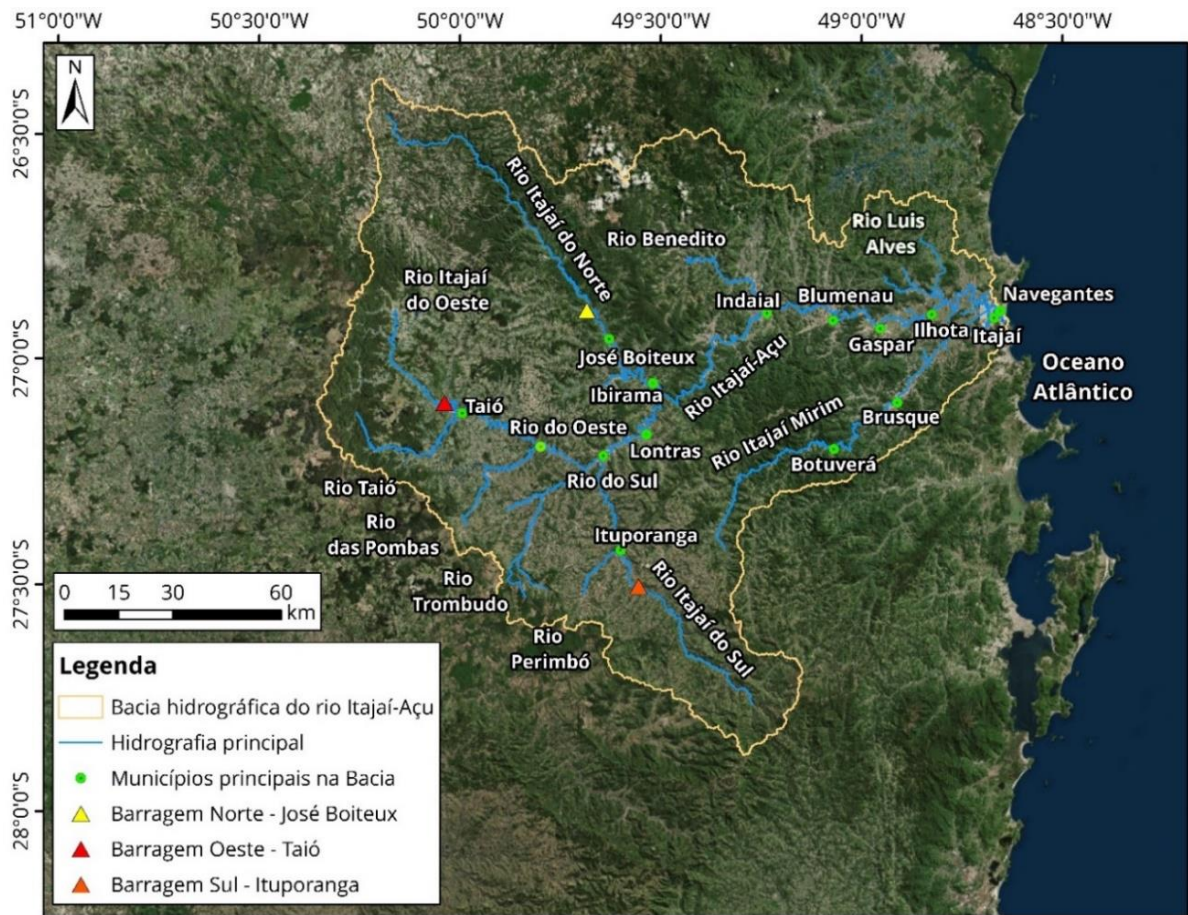 51°0'0"W 50°30'0"W 50°0'0"W 49°30'0"W 49°0'0"W 48°30'0"W
N
26°30'0"S
27°0'0"S
27°30'0"S
28°0'0"S
Rio Itajaí do Norte
Rio Luis
Alves
Rio Benedito
Rio Itajaí
do Oeste
Indaial
Blumenau
Navegantes
Gaspar
Ilhota
Itajaí
José Boiteux
Ibirama
Rio Itajaí-Açu
Oceano
Atlântico
Taió
Rio do Oeste
Brusque
Lontras
Rio Itajaí Mirim
Botuverá
Rio do Sul
Rio Taió
Rio
das Pombas
Ituporanga
Rio
Trombudo
Rio Itajaí do Sul
Rio
Perimbó
0 15 30 60
km
Legenda
Bacia hidrográfica do rio Itajaí-Açu
Hidrografia principal
Municípios principais na Bacia
Barragem Norte - José Boiteux
Barragem Oeste - Taió
Barragem Sul - Ituporanga